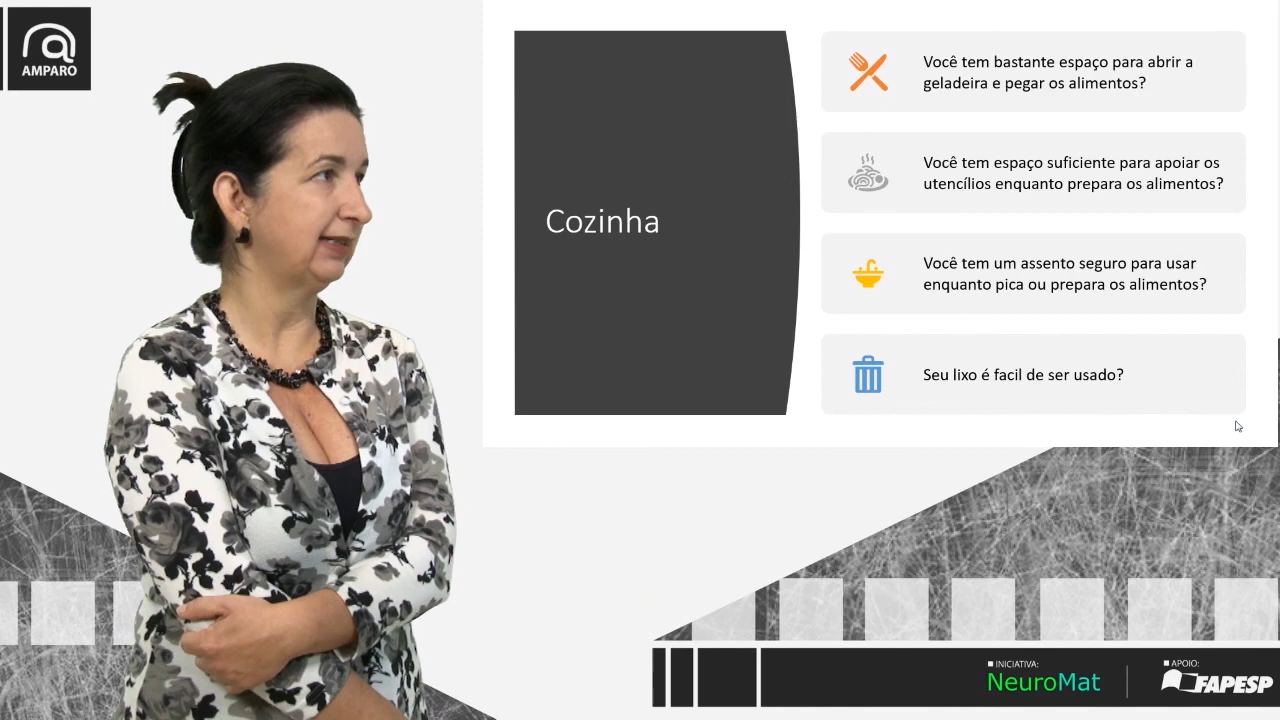 AMPARO
Cozinha
Você tem bastante espaço para abrir a
geladeira e pegar os alimentos?
Você tem espaço suficiente para apoiar os
utencílios enquanto prepara os alimentos?
Você tem um assento seguro para usar
enquanto pica ou prepara os alimentos?
Seu lixo é facil de ser usado?
INICIATIVA:
NeuroMat
APOIO:
FAPESP